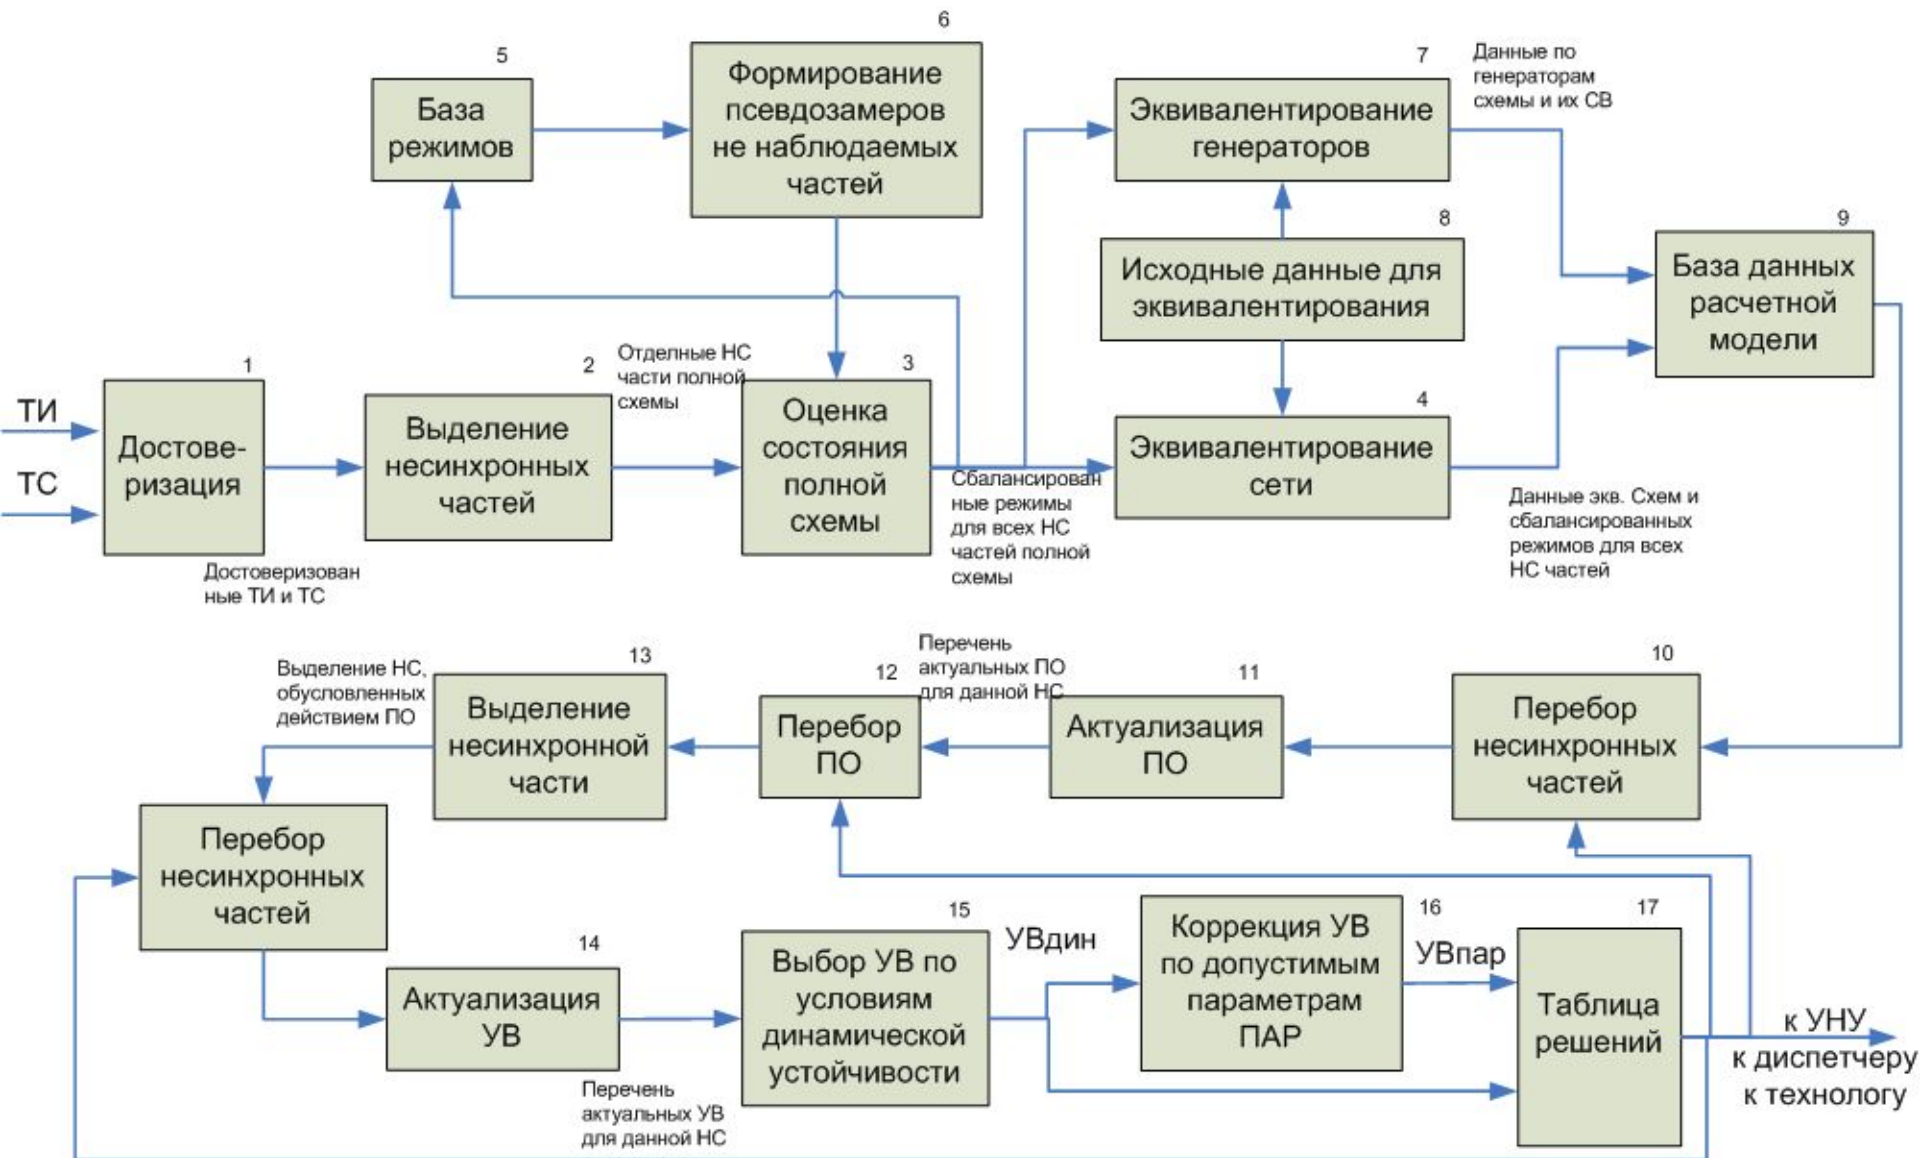 6
5
Формирование
псевдозамеров
не наблюдаемых
частей
База
режимов
7
Данные по
генераторам
схемы и их СВ
Эквивалентирование
генераторов
8
Исходные данные для
эквивалентирования
9
База данных
расчетной
модели
ТИ
ТС
1
Достове-
ризация
Достоверизован
ные ТИ и ТС
2
Выделение
несинхронных
частей
Отделные НС
части полной
схемы
3
Оценка
состояния
полной
схемы
Сбалансирован
ные режимы
для всех НС
частей полной
схемы
4
Эквивалентирование
сети
Данные экв. Схем и
сбалансированных
режимов для всех
НС частей
10
Перебор
несинхронных
частей
11
Актуализация
ПО
Перечень
актуальных ПО
для данной НС
12
Перебор
ПО
13
Выделение
несинхронной
части
Выделение НС,
обусловленных
действием ПО
Перебор
несинхронных
частей
14
Актуализация
УВ
Перечень
актуальных УВ
для данной НС
15
Выбор УВ по
условиям
динамической
устойчивости
УВдин
16
Коррекция УВ
по допустимым
параметрам
ПАР
УВпар
17
Таблица
решений
к УНУ
к диспетчеру
к технологу